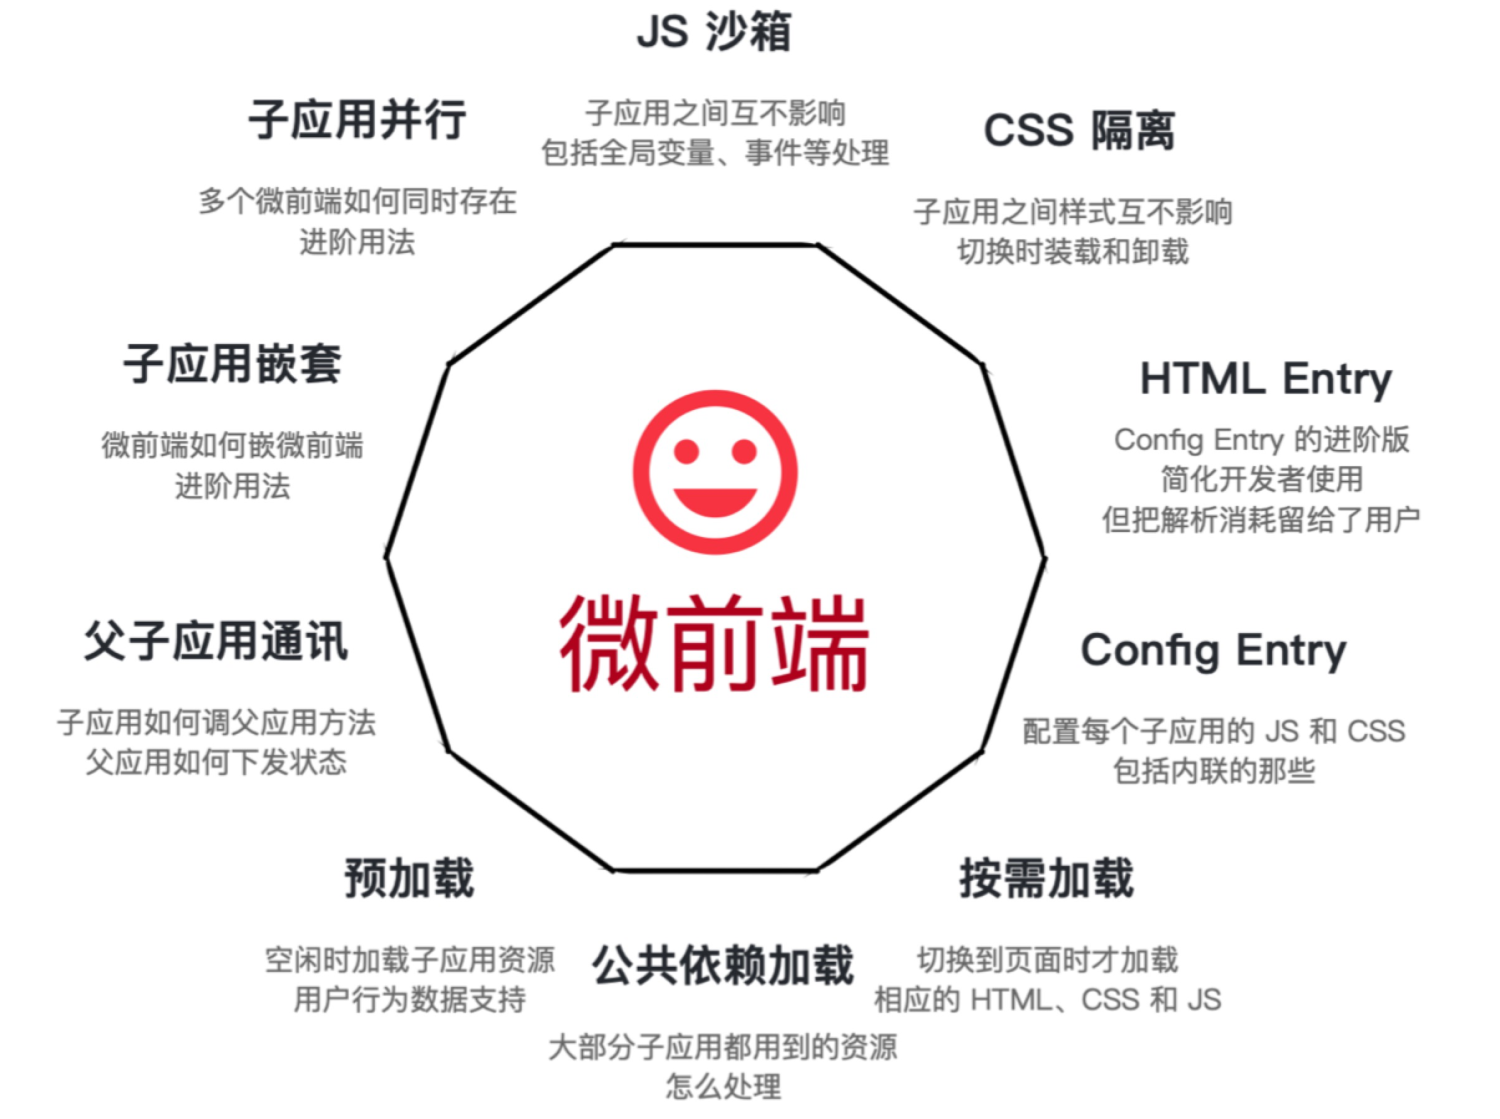 JS 沙箱
子应用之间互不影响
包括全局变量、事件等处理
CSS 隔离
子应用之间样式互不影响
切换时装载和卸载
HTML Entry
Config Entry 的进阶版
简化开发者使用
但把解析消耗留给了用户
Config Entry
配置每个子应用的 JS 和 CSS
包括内联的那些
按需加载
切换到页面时才加载
相应的 HTML、CSS 和 JS
公共依赖加载
大部分子应用都用到的资源
怎么处理
预加载
空闲时加载子应用资源
用户行为数据支持
父子应用通讯
子应用如何调父应用方法
父应用如何下发状态
子应用嵌套
微前端如何嵌微前端
进阶用法
子应用并行
多个微前端如何同时存在
进阶用法
微前端